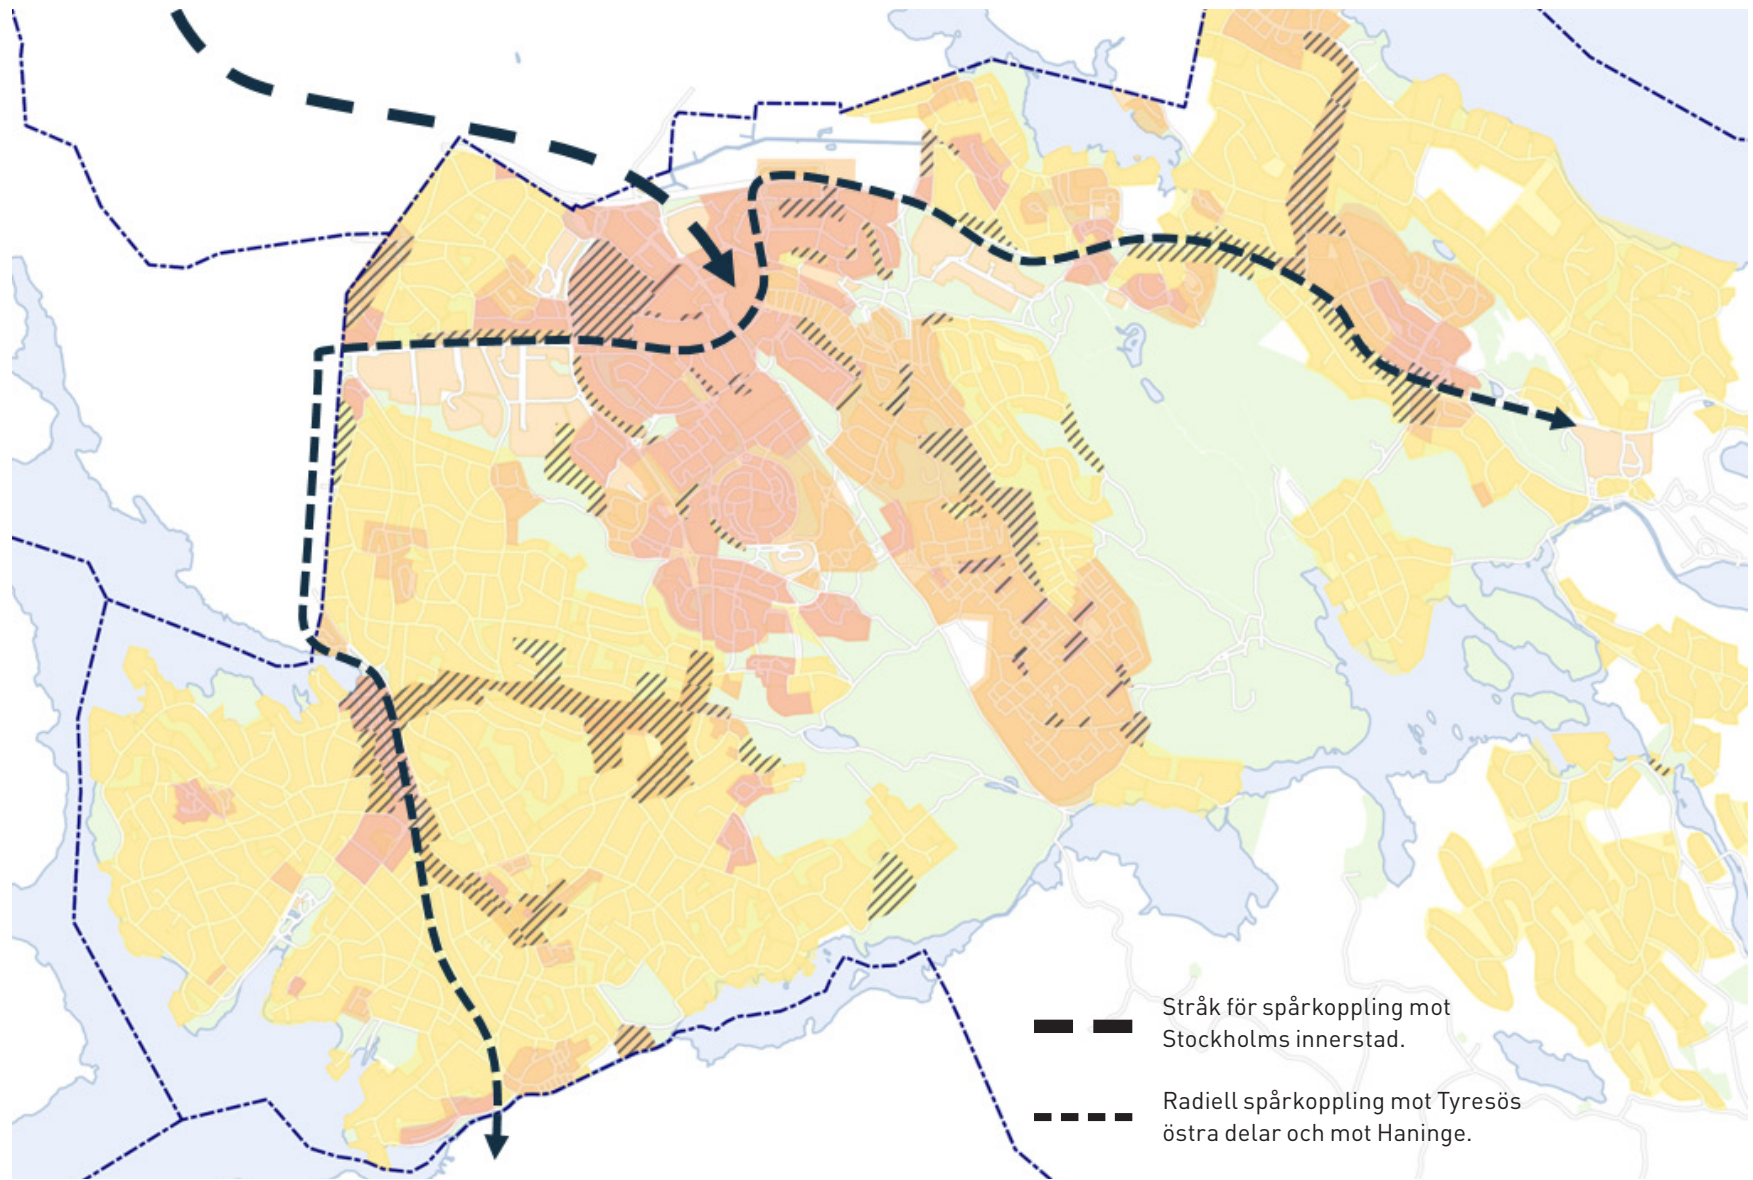 Stråk för spårkoppling mot
Stockholms innerstad.
Radiell spårkoppling mot Tyresös
östra delar och mot Haninge.